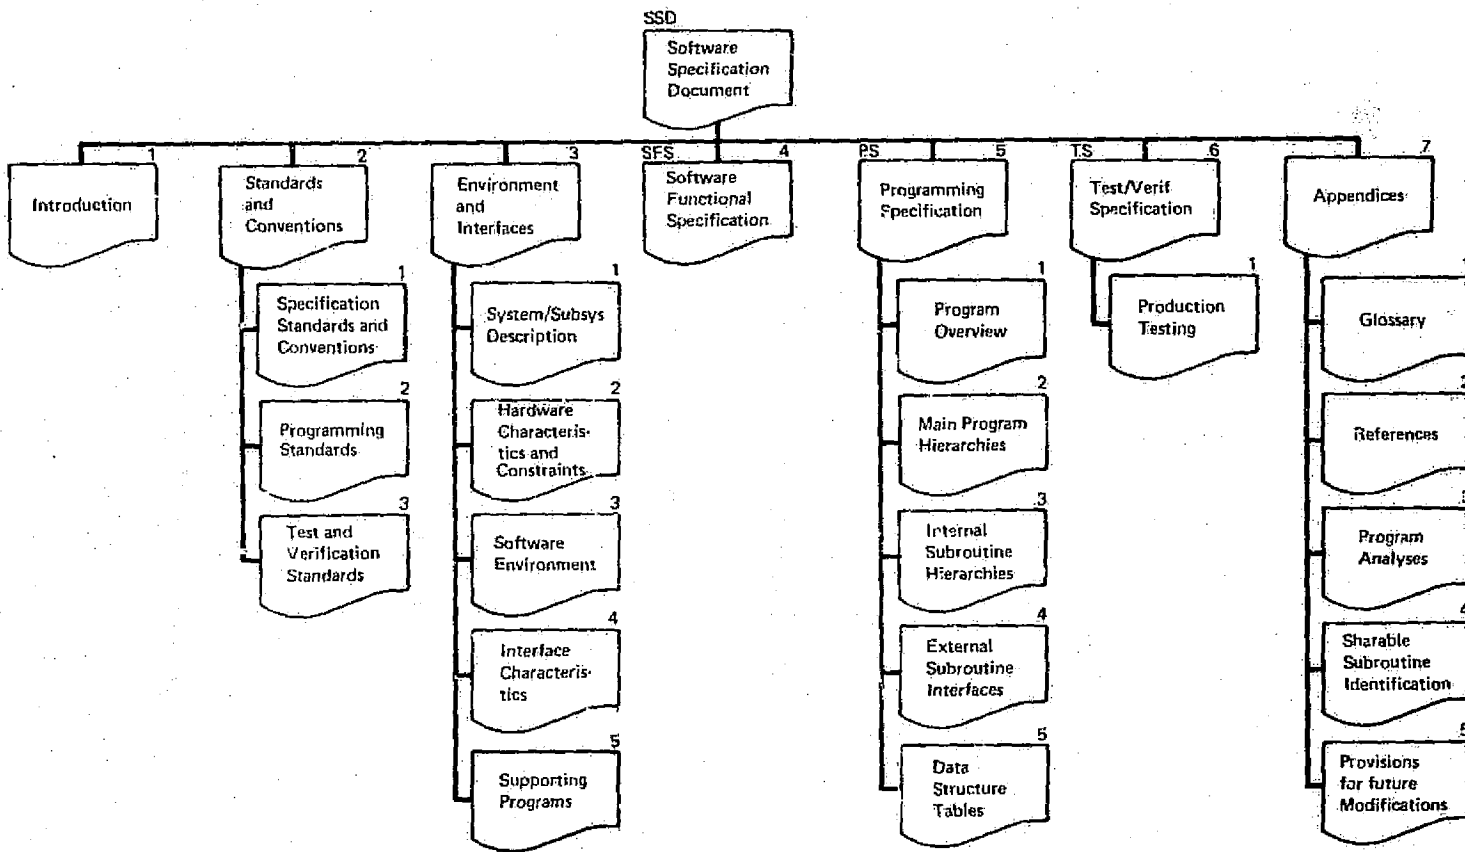 SSD
Software
Specification
Document
1
Introduction
2
Standards
and
Conventions
3
Environment
and
Interfaces
SFS
4
Software
Functional
Specification
PS
5
Programming
Specification
TS
6
Test/Verif
Specification
7
Appendices
1
Specification
Standards and
Conventions
2
Programming
Standards
3
Test and
Verification
Standards
1
System/Subsys
Description
2
Hardware
Characteris-
tics and
Constraints
3
Software
Environment
4
Interface
Characteris-
tics
5
Supporting
Programs
1
Program
Overview
2
Main Program
Hierarchies
3
Internal
Subroutine
Hierarchies
4
External
Subroutine
Interfaces
5
Data
Structure
Tables
1
Production
Testing
1
Glossary
2
References
3
Program
Analyses
4
Sharable
Subroutine
Identification
5
Provisions
for future
Modifications